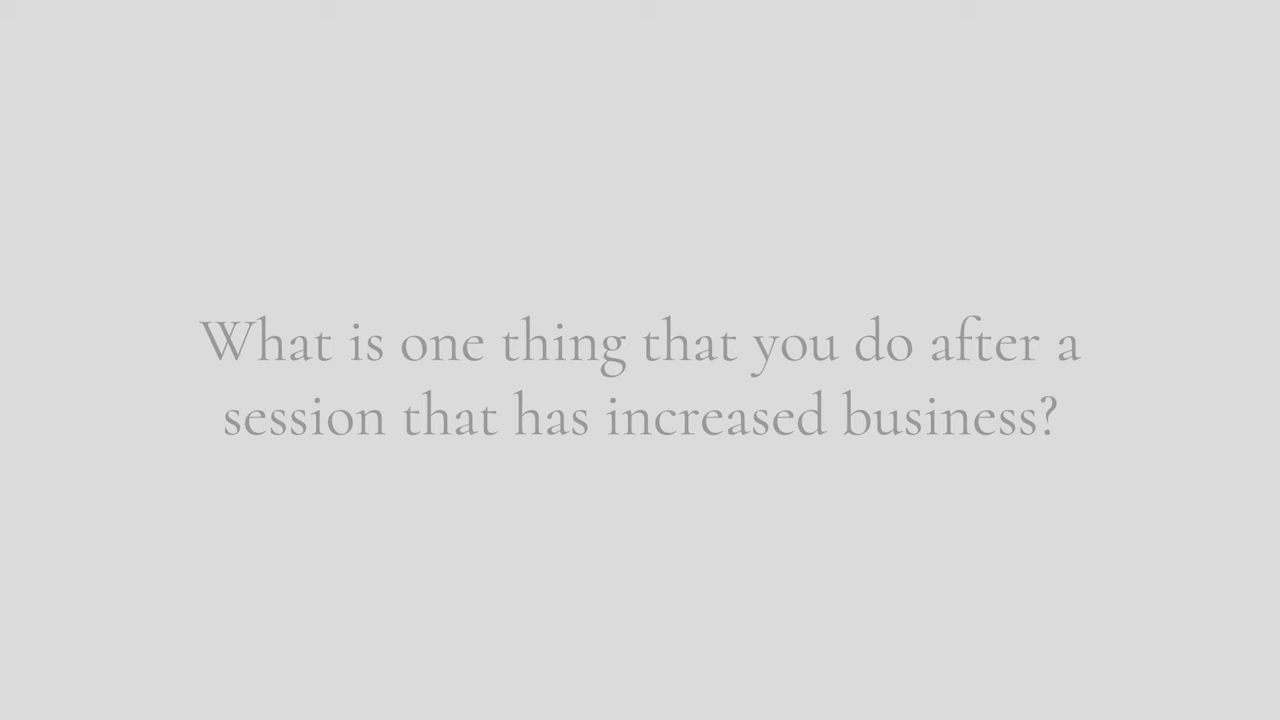 What is one thing that you do after a
session that has increased business?